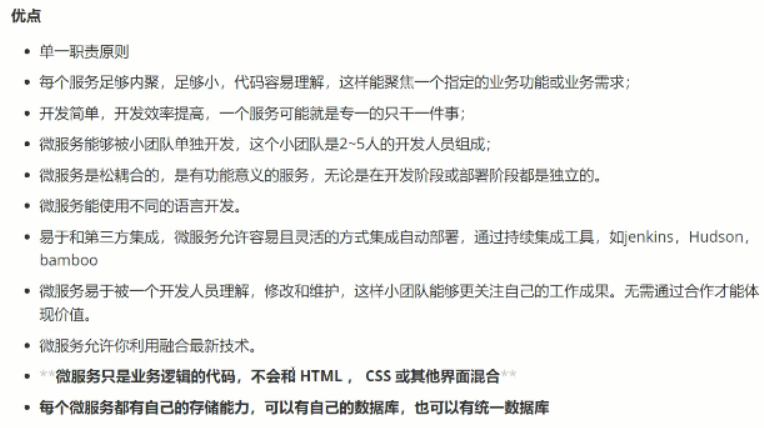 优点
单一职责原则
每个服务足够内聚，足够小，代码容易理解，这样能聚焦一个指定的业务功能或业务需求；
开发简单，开发效率提高，一个服务可能就是专一的只干一件事；
微服务能够被小团队单独开发，这个小团队是2~5人的开发人员组成；
微服务是松耦合的，是有功能意义的服务，无论是在开发阶段或部署阶段都是独立的。
微服务能使用不同的语言开发。
易于和第三方集成，微服务允许容易且灵活的方式集成自动部署，通过持续集成工具，如jenkins，Hudson，
bamboo
微服务易于被一个开发人员理解，修改和维护，这样小团队能够更关注自己的工作成果。无需通过合作才能体
现价值。
微服务允许你利用融合最新技术。
**微服务只是业务逻辑的代码，不会和 HTML ， CSS 或其他界面混合**
每个微服务都有自己的存储能力，可以有自己的数据库，也可以有统一数据库